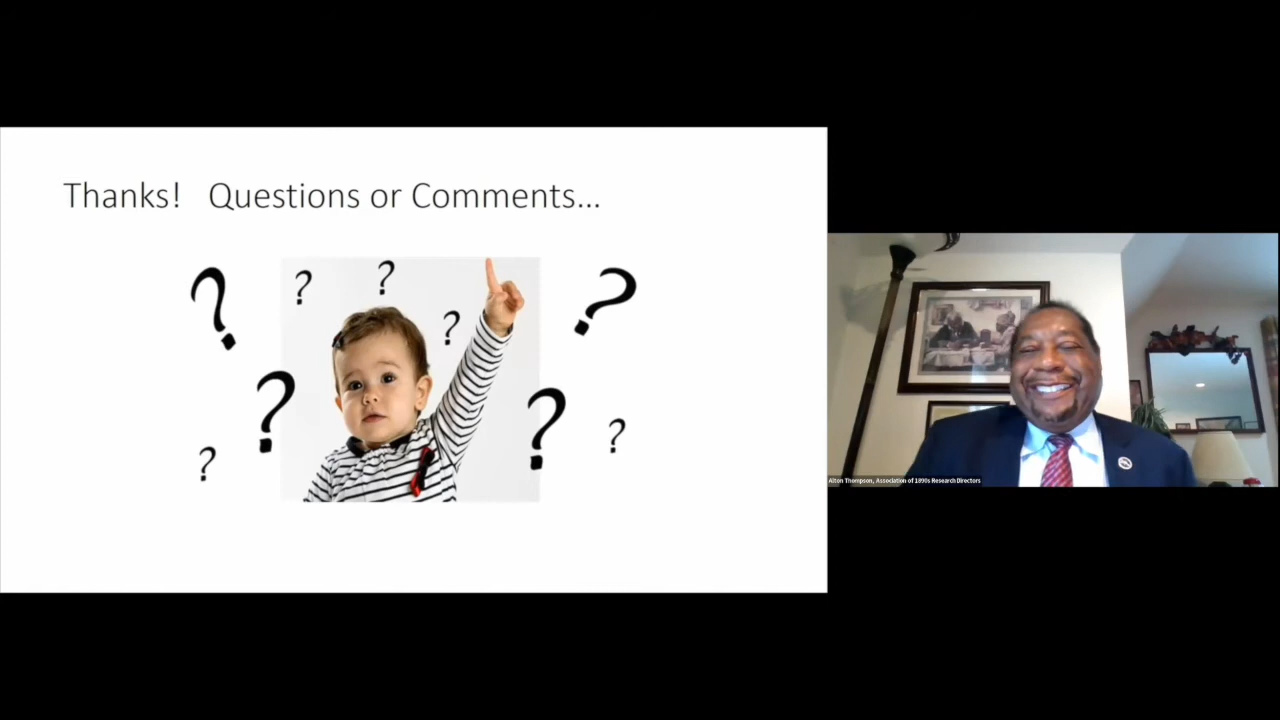 Thanks!   Questions or Comments...
? ? ? ? ? ? ? ? ?
Alton Thompson, Association of 1890s Research Directors